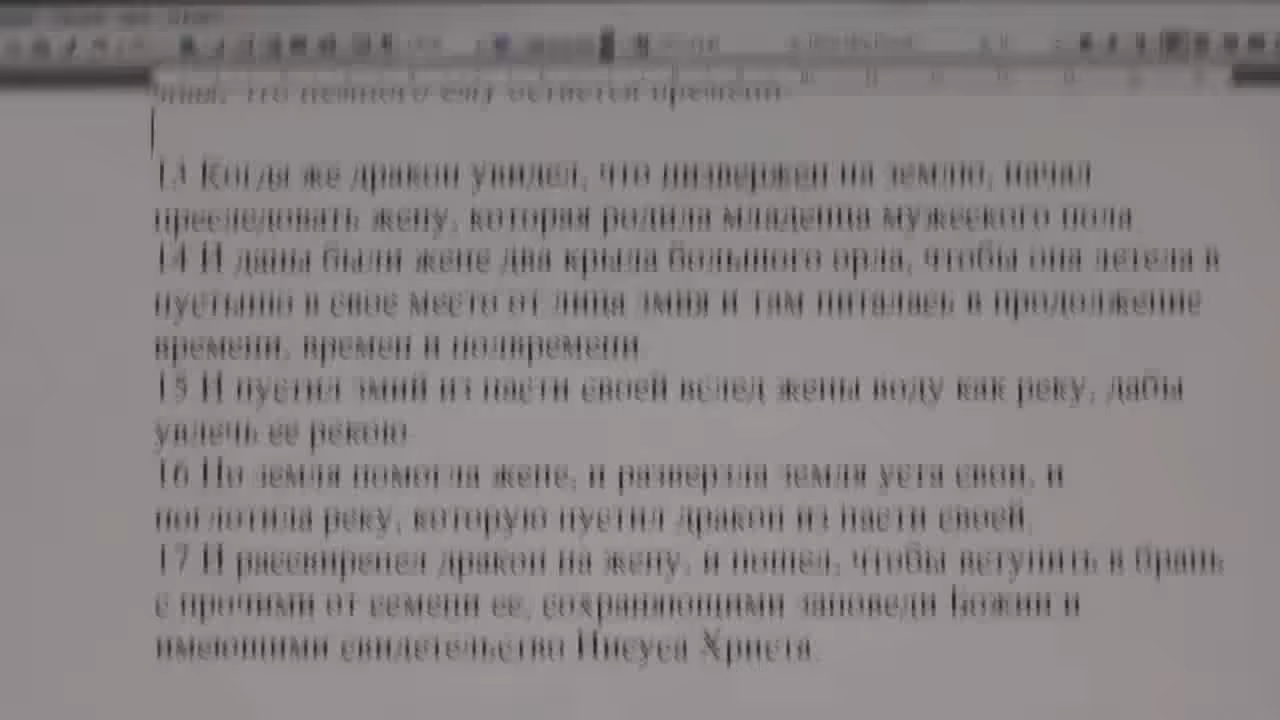 зная, что немного ему остается времени.
13 Когда же дракон увидел, что низвержен на землю, начал
преследовать жену, которая родила младенца мужеского пола.
14 И даны были жене два крыла большого орла, чтобы она летела в
пустыню в свое место от лица змия и там питалась в продолжение
времени, времен и полвремени.
15 И пустил змий из пасти своей вслед жены воду как реку, дабы
увлечь ее рекою.
16 Но земля помогла жене, и разверзла земля уста свои, и
поглотила реку, которую пустил дракон из пасти своей.
17 И рассвирепел дракон на жену, и пошел, чтобы вступить в брань
с прочими от семени ее, сохраняющими заповеди Божии и
имеющими свидетельство Иисуса Христа.